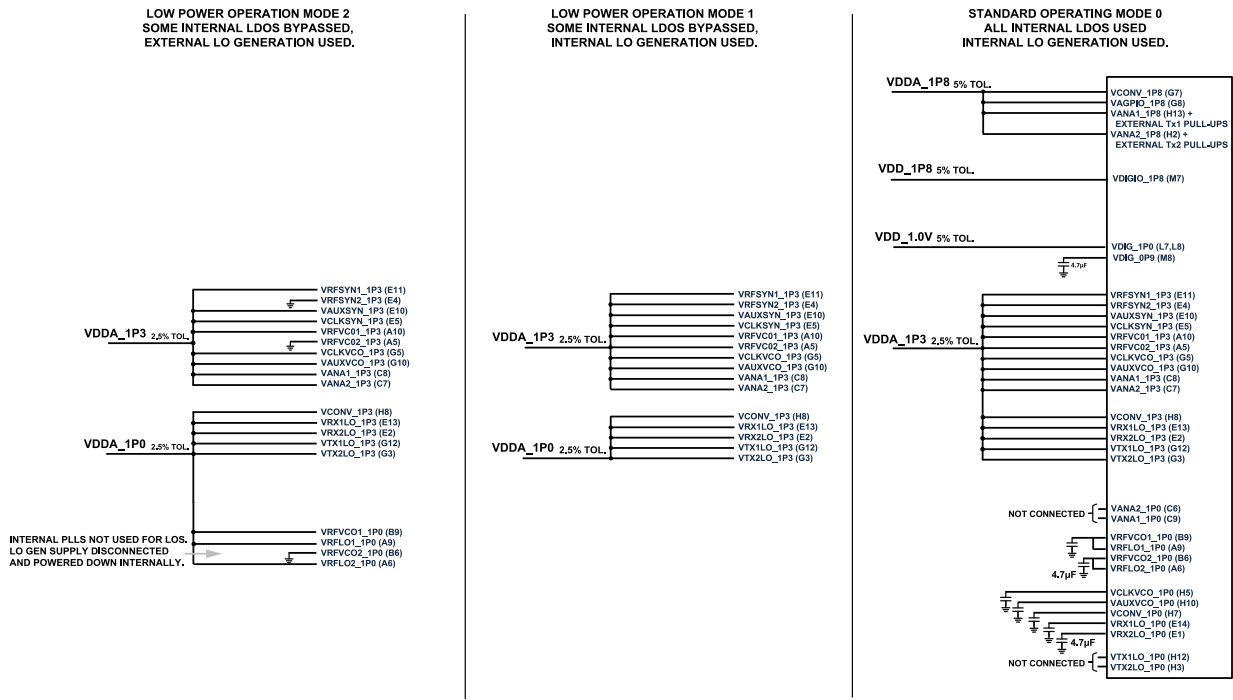 LOW POWER OPERATION MODE 2
SOME INTERNAL LDOS BYPASSED,
EXTERNAL LO GENERATION USED.
VDDA_1P3 2.5% TOL.
VRFSYN1_1P3 (E11)
VRFSYN2_1P3 (E4)
VAUXSYN_1P3 (E10)
VCLKSYN_1P3 (E5)
VRFVC01_1P3 (A10)
VRFVC02_1P3 (A5)
VCLKVCO_1P3 (G5)
VAUXVCO_1P3 (G10)
VANA1_1P3 (C8)
VANA2_1P3 (C7)
VDDA_1P0 2.5% TOL.
VCONV_1P3 (H8)
VRX1LO_1P3 (E13)
VRX2LO_1P3 (E2)
VTX1LO_1P3 (G12)
VTX2LO_1P3 (G3)
INTERNAL PLLS NOT USED FOR LOS.
LO GEN SUPPLY DISCONNECTED
AND POWERED DOWN INTERNALLY.
VRFVCO1_1P0 (B9)
VRFLO1_1P0 (A9)
VRFVCO2_1P0 (B6)
VRFLO2_1P0 (A6)
LOW POWER OPERATION MODE 1
SOME INTERNAL LDOS BYPASSED,
INTERNAL LO GENERATION USED.
VDDA_1P3 2.5% TOL.
VRFSYN1_1P3 (E11)
VRFSYN2_1P3 (E4)
VAUXSYN_1P3 (E10)
VCLKSYN_1P3 (E5)
VRFVC01_1P3 (A10)
VRFVC02_1P3 (A5)
VCLKVCO_1P3 (G5)
VAUXVCO_1P3 (G10)
VANA1_1P3 (C8)
VANA2_1P3 (C7)
VDDA_1P0 2.5% TOL.
VCONV_1P3 (H8)
VRX1LO_1P3 (E13)
VRX2LO_1P3 (E2)
VTX1LO_1P3 (G12)
VTX2LO_1P3 (G3)
STANDARD OPERATING MODE 0
ALL INTERNAL LDOS USED
INTERNAL LO GENERATION USED.
VDDA_1P8 5% TOL.
VCONV_1P8 (G7)
VAGPIO_1P8 (G8)
VANA1_1P8 (H13) +
EXTERNAL Tx1 PULL-UPS
VANA2_1P8 (H2) +
EXTERNAL Tx2 PULL-UPS
VDD_1P8 5% TOL.
VDIGIO_1P8 (M7)
VDD_1.0V 5% TOL.
VDIG_1P0 (L7,L8)
VDIG_0P9 (M8)
4.7µF
VDDA_1P3 2.5% TOL.
VRFSYN1_1P3 (E11)
VRFSYN2_1P3 (E4)
VAUXSYN_1P3 (E10)
VCLKSYN_1P3 (E5)
VRFVC01_1P3 (A10)
VRFVC02_1P3 (A5)
VCLKVCO_1P3 (G5)
VAUXVCO_1P3 (G10)
VANA1_1P3 (C8)
VANA2_1P3 (C7)
VCONV_1P3 (H8)
VRX1LO_1P3 (E13)
VRX2LO_1P3 (E2)
VTX1LO_1P3 (G12)
VTX2LO_1P3 (G3)
NOT CONNECTED
VANA2_1P0 (C6)
VANA1_1P0 (C9)
VRFVCO1_1P0 (B9)
VRFLO1_1P0 (A9)
VRFVCO2_1P0 (B6)
VRFLO2_1P0 (A6)
4.7µF
VCLKVCO_1P0 (H5)
VAUXVCO_1P0 (H10)
VCONV_1P0 (H7)
VRX1LO_1P0 (E14)
VRX2LO_1P0 (E1)
4.7µF
NOT CONNECTED
VTX1LO_1P0 (H12)
VTX2LO_1P0 (H3)